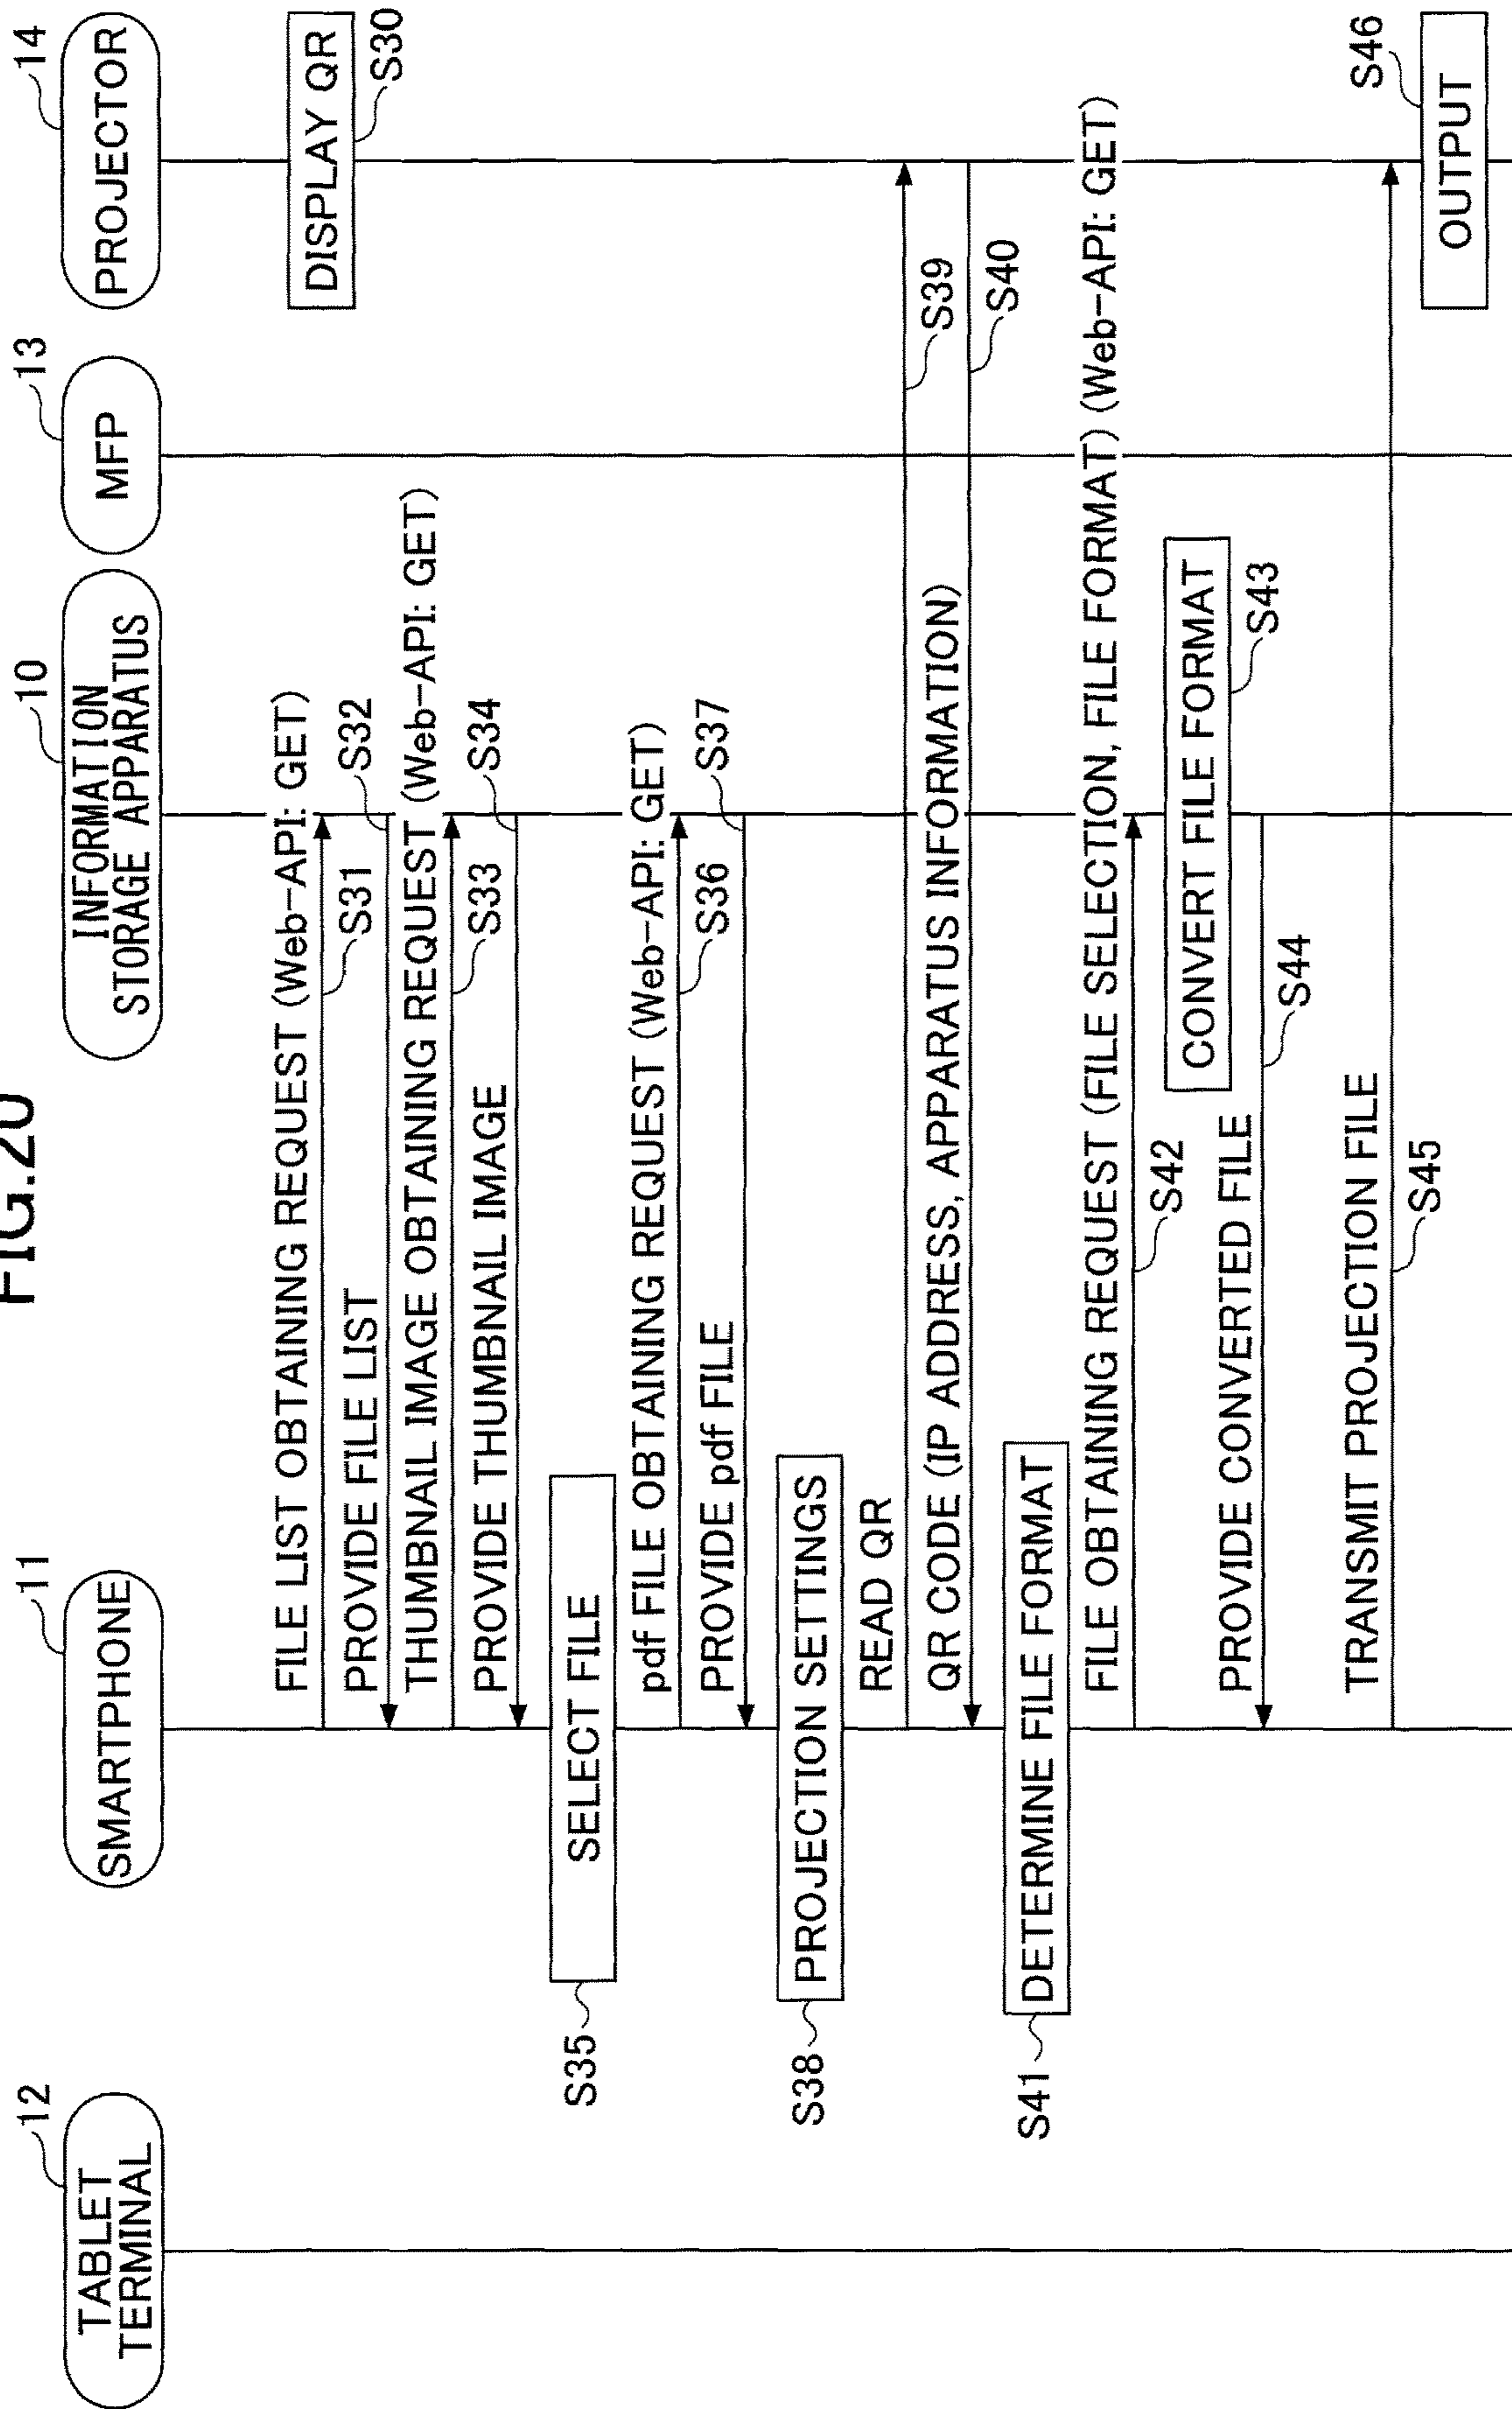 FIG.20
12
TABLET
TERMINAL
11
SMARTPHONE
10
INFORMATION
STORAGE APPARATUS
13
MFP
14
PROJECTOR
DISPLAY QR
S30
FILE LIST OBTAINING REQUEST (Web-API: GET)
S31
PROVIDE FILE LIST
S32
THUMBNAIL IMAGE OBTAINING REQUEST (Web-API: GET)
S33
PROVIDE THUMBNAIL IMAGE
S34
S35
SELECT FILE
pdf FILE OBTAINING REQUEST (Web-API: GET)
S36
PROVIDE pdf FILE
S37
S38
PROJECTION SETTINGS
READ QR
S39
QR CODE (IP ADDRESS, APPARATUS INFORMATION)
S40
S41
DETERMINE FILE FORMAT
FILE OBTAINING REQUEST (FILE SELECTION, FILE FORMAT) (Web-API: GET)
S42
CONVERT FILE FORMAT
S43
PROVIDE CONVERTED FILE
S44
TRANSMIT PROJECTION FILE
S45
S46
OUTPUT